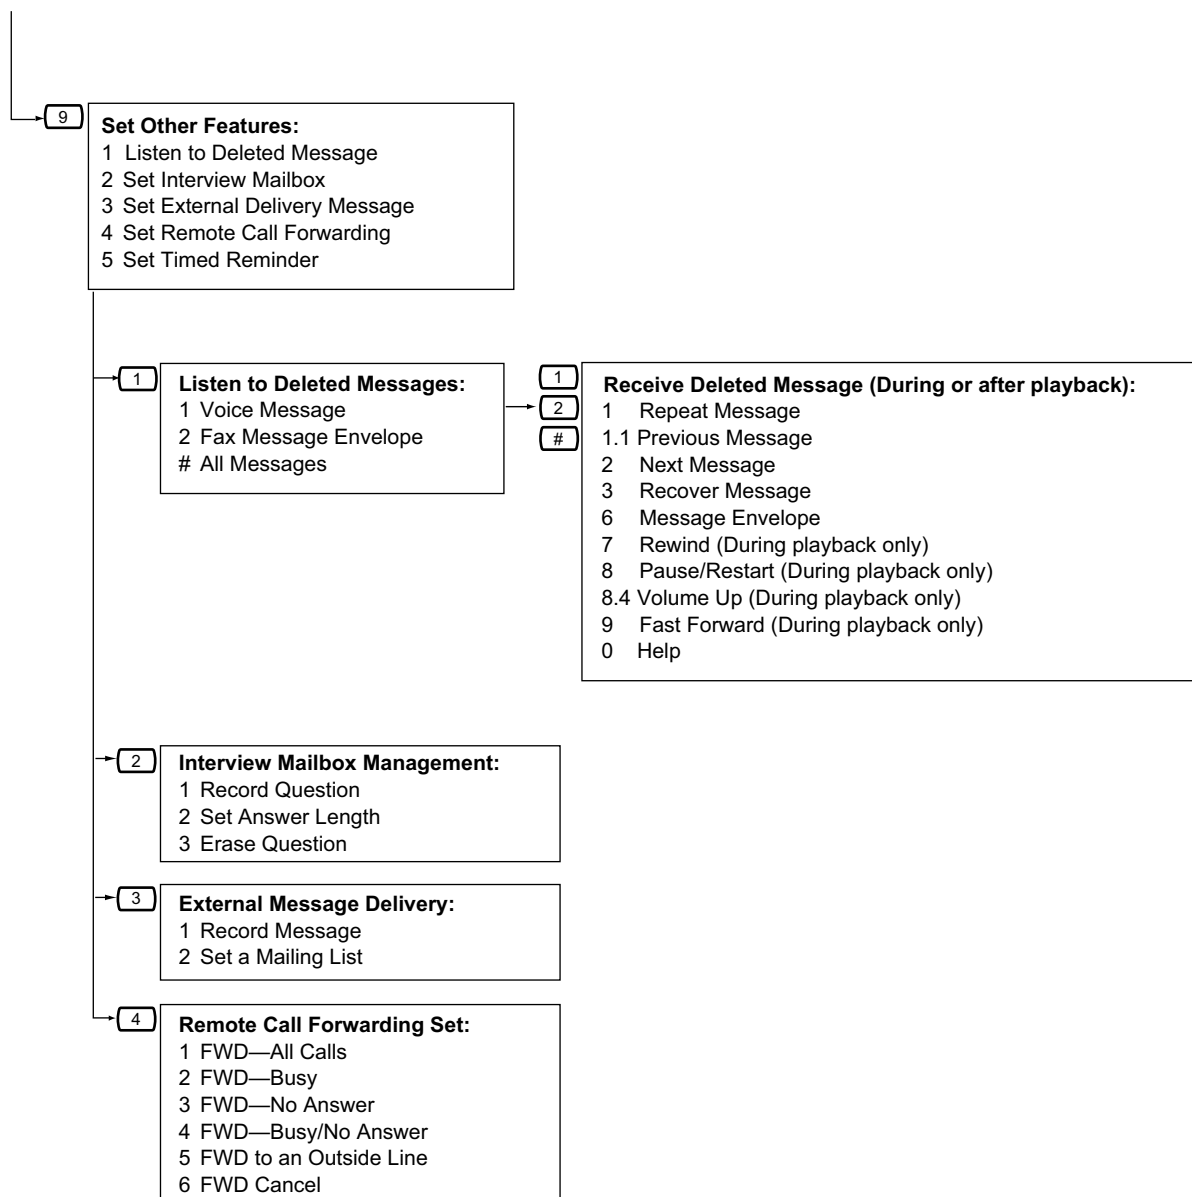 9
Set Other Features:
1 Listen to Deleted Message
2 Set Interview Mailbox
3 Set External Delivery Message
4 Set Remote Call Forwarding
5 Set Timed Reminder
1
Listen to Deleted Messages:
1 Voice Message
2 Fax Message Envelope
# All Messages
1
2
#
Receive Deleted Message (During or after playback):
1 Repeat Message
1.1 Previous Message
2 Next Message
3 Recover Message
6 Message Envelope
7 Rewind (During playback only)
8 Pause/Restart (During playback only)
8.4 Volume Up (During playback only)
9 Fast Forward (During playback only)
0 Help
2
Interview Mailbox Management:
1 Record Question
2 Set Answer Length
3 Erase Question
3
External Message Delivery:
1 Record Message
2 Set a Mailing List
4
Remote Call Forwarding Set:
1 FWD—All Calls
2 FWD—Busy
3 FWD—No Answer
4 FWD—Busy/No Answer
5 FWD to an Outside Line
6 FWD Cancel